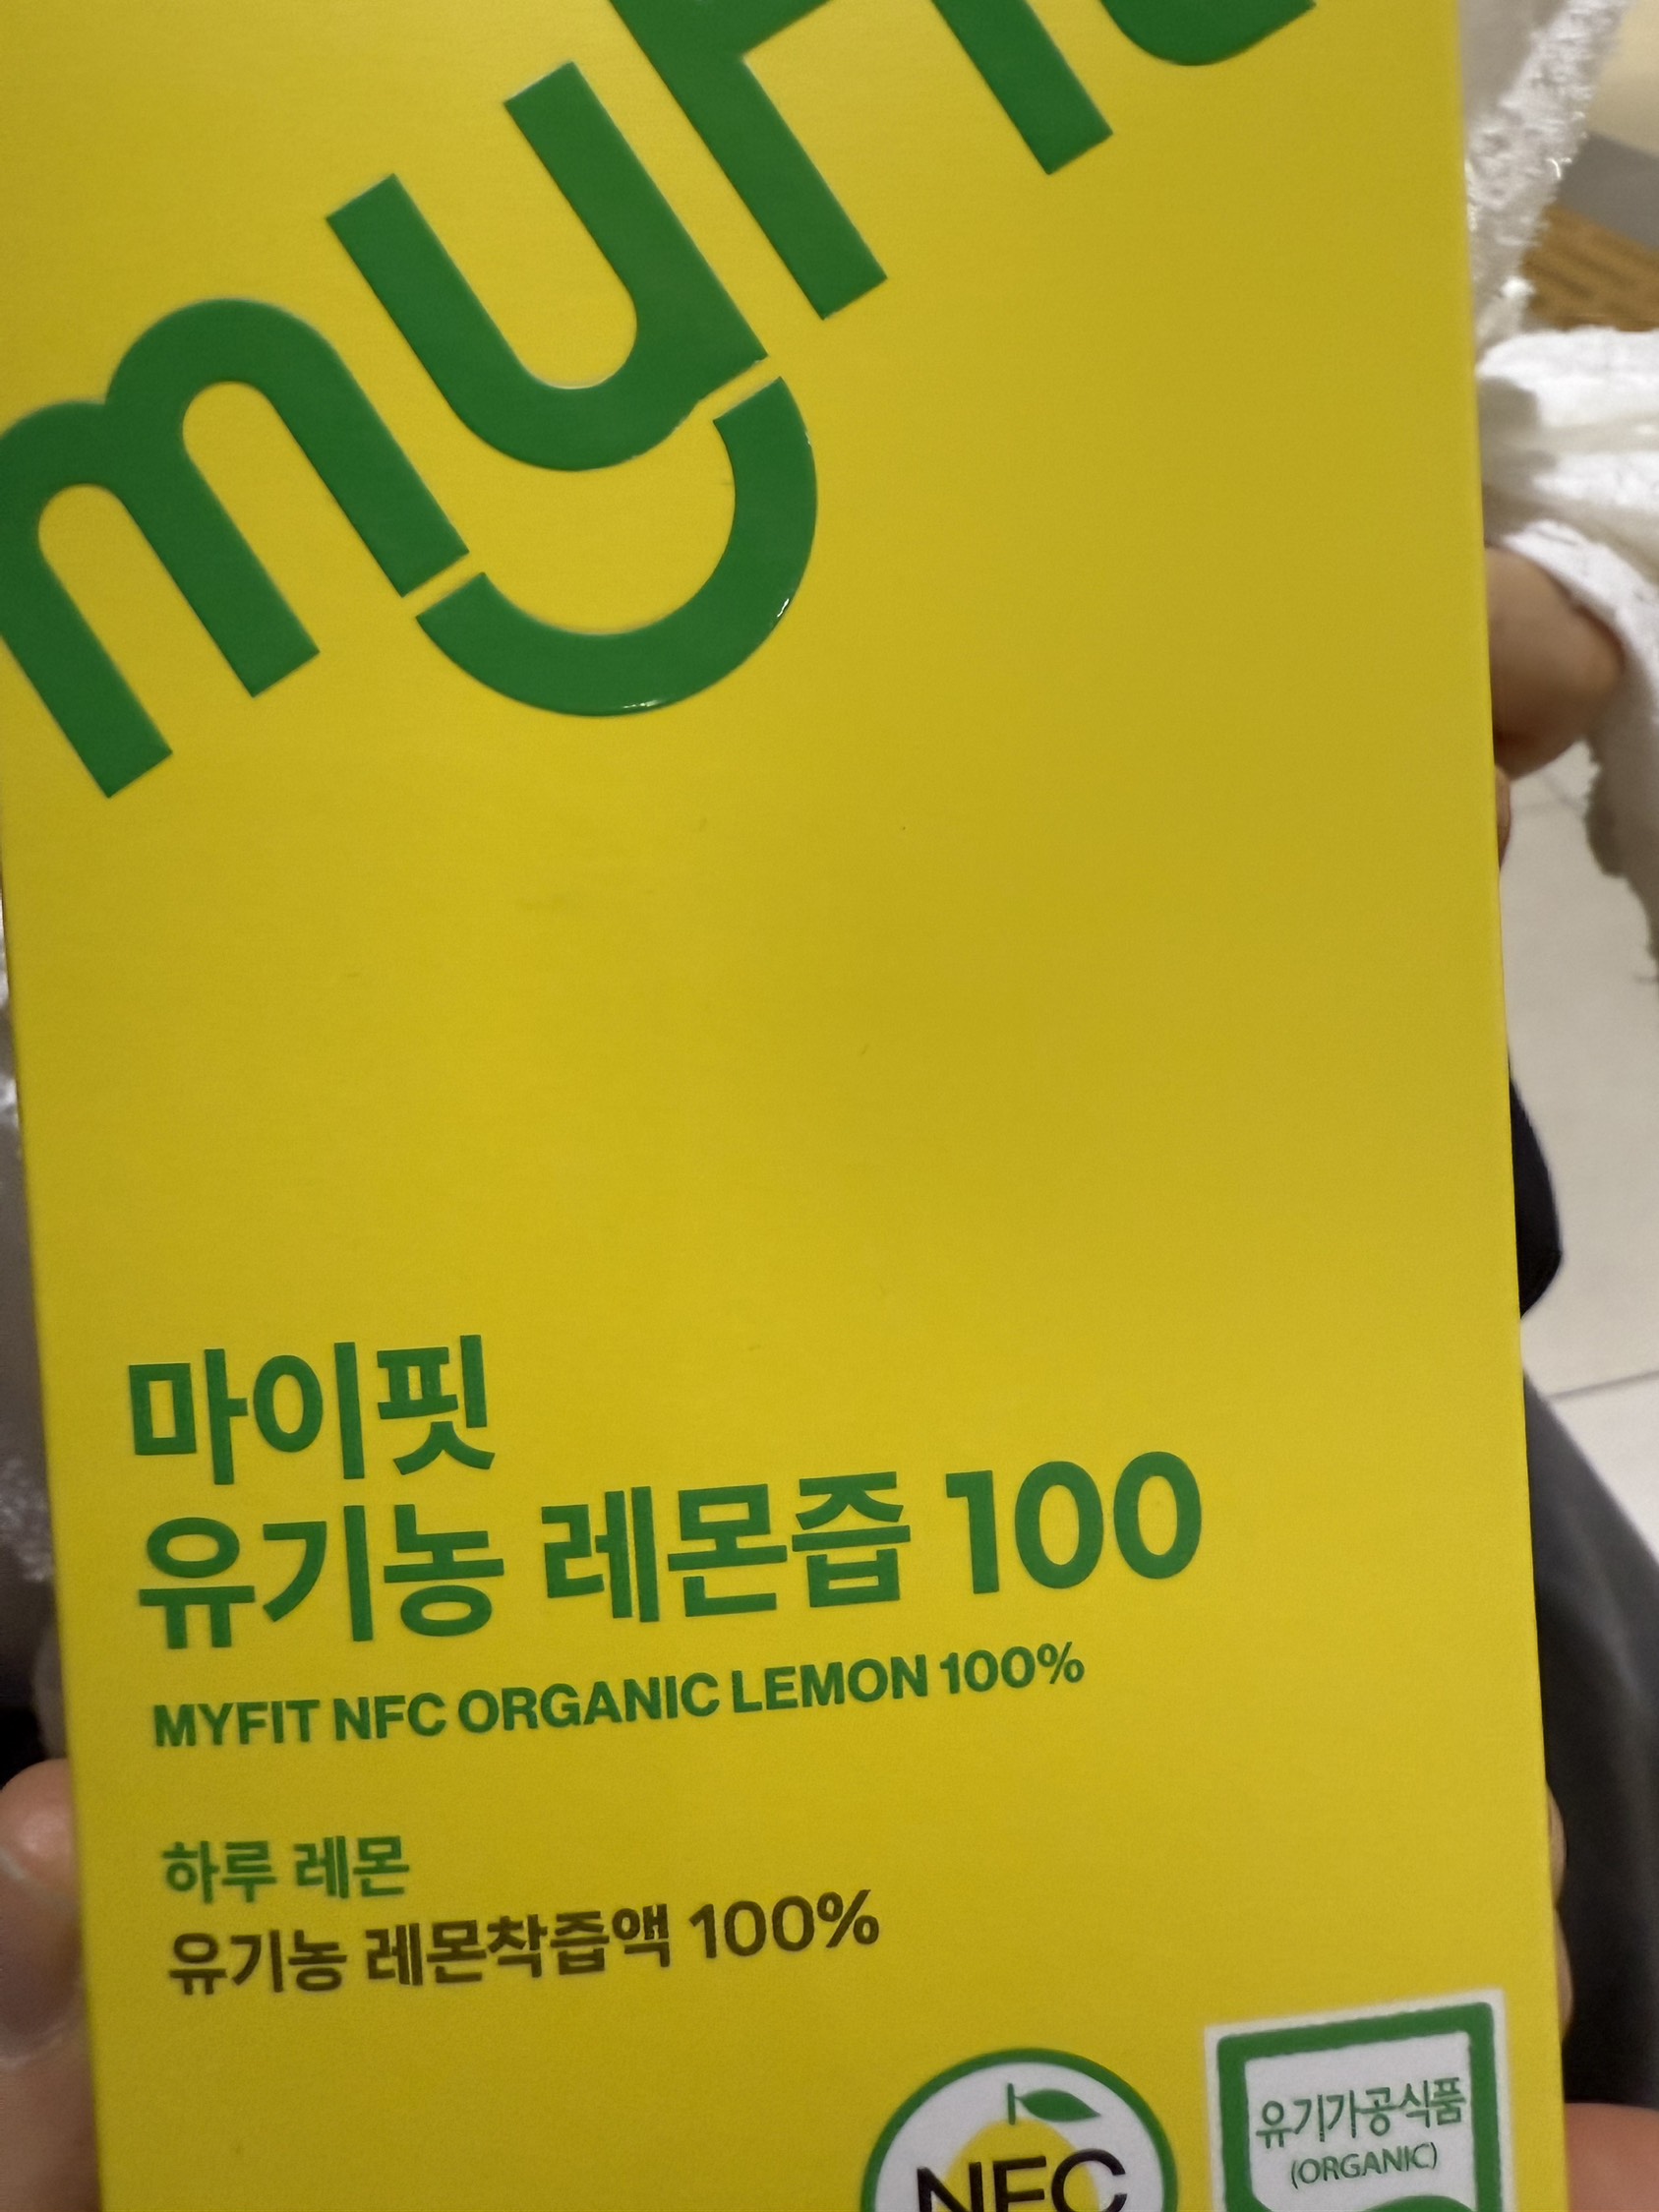 myFit
마이핏
유기농 레몬즙 100
MYFIT NFC ORGANIC LEMON 100%
하루 레몬
유기농 레몬착즙액 100%
NFC
유기가공식품
(ORGANIC)